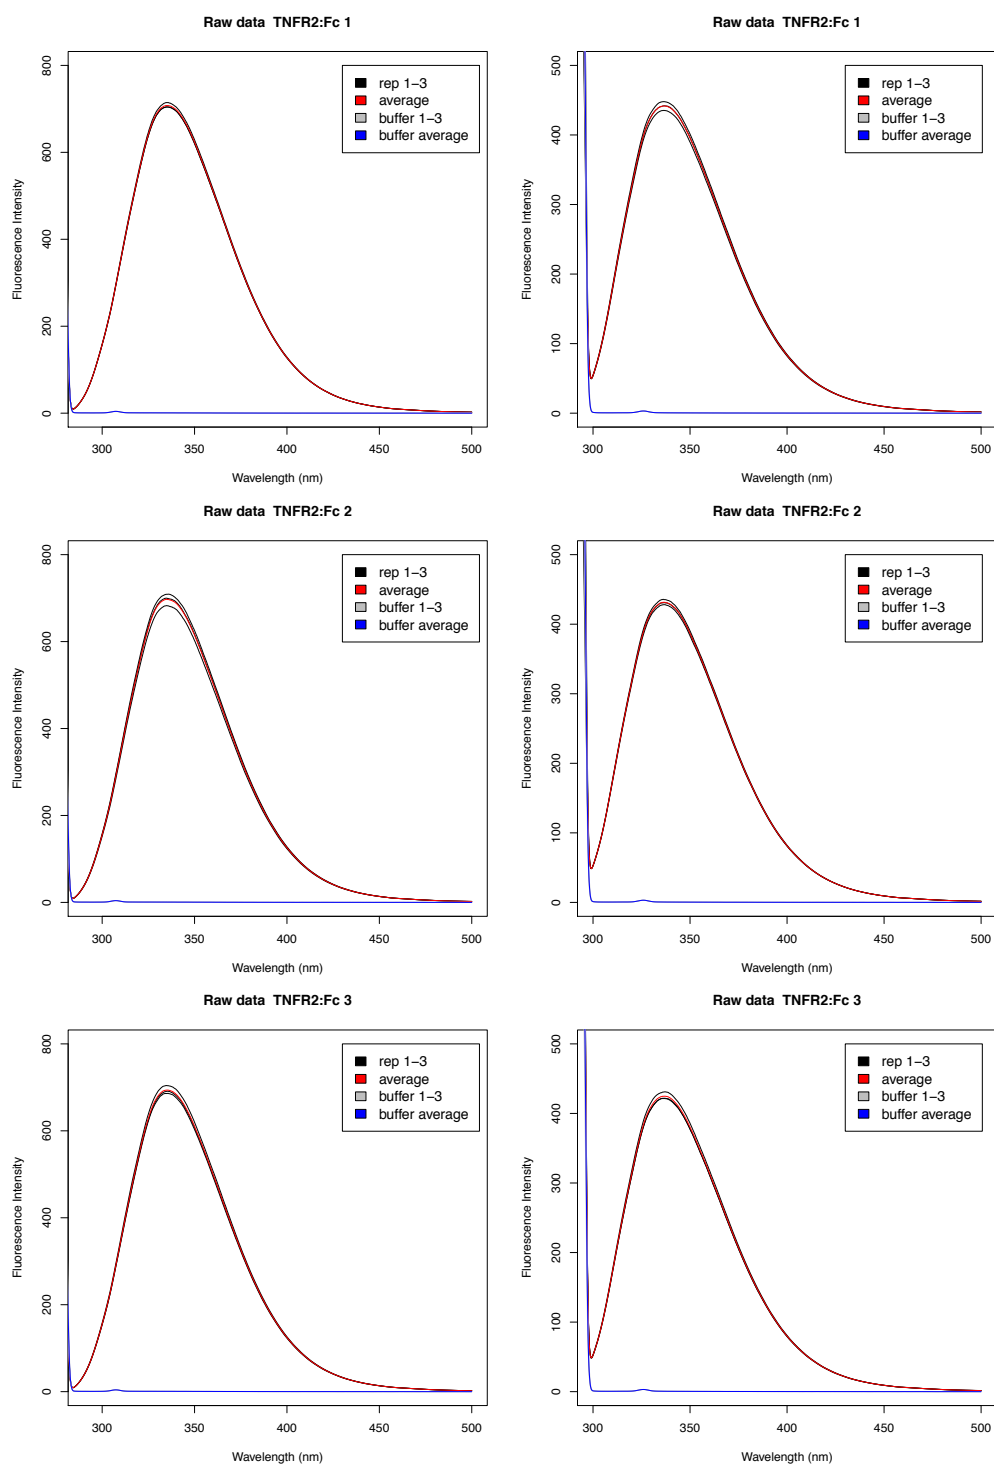 Raw data  TNFR2:Fc 1
Fluorescence Intensity
800
600
400
200
0
rep 1−3
average
buffer 1−3
buffer average
300 350 400 450 500
Wavelength (nm)
Raw data  TNFR2:Fc 1
Fluorescence Intensity
500
400
300
200
100
0
rep 1−3
average
buffer 1−3
buffer average
300 350 400 450 500
Wavelength (nm)
Raw data  TNFR2:Fc 2
Fluorescence Intensity
800
600
400
200
0
rep 1−3
average
buffer 1−3
buffer average
300 350 400 450 500
Wavelength (nm)
Raw data  TNFR2:Fc 2
Fluorescence Intensity
500
400
300
200
100
0
rep 1−3
average
buffer 1−3
buffer average
300 350 400 450 500
Wavelength (nm)
Raw data  TNFR2:Fc 3
Fluorescence Intensity
800
600
400
200
0
rep 1−3
average
buffer 1−3
buffer average
300 350 400 450 500
Wavelength (nm)
Raw data  TNFR2:Fc 3
Fluorescence Intensity
500
400
300
200
100
0
rep 1−3
average
buffer 1−3
buffer average
300 350 400 450 500
Wavelength (nm)